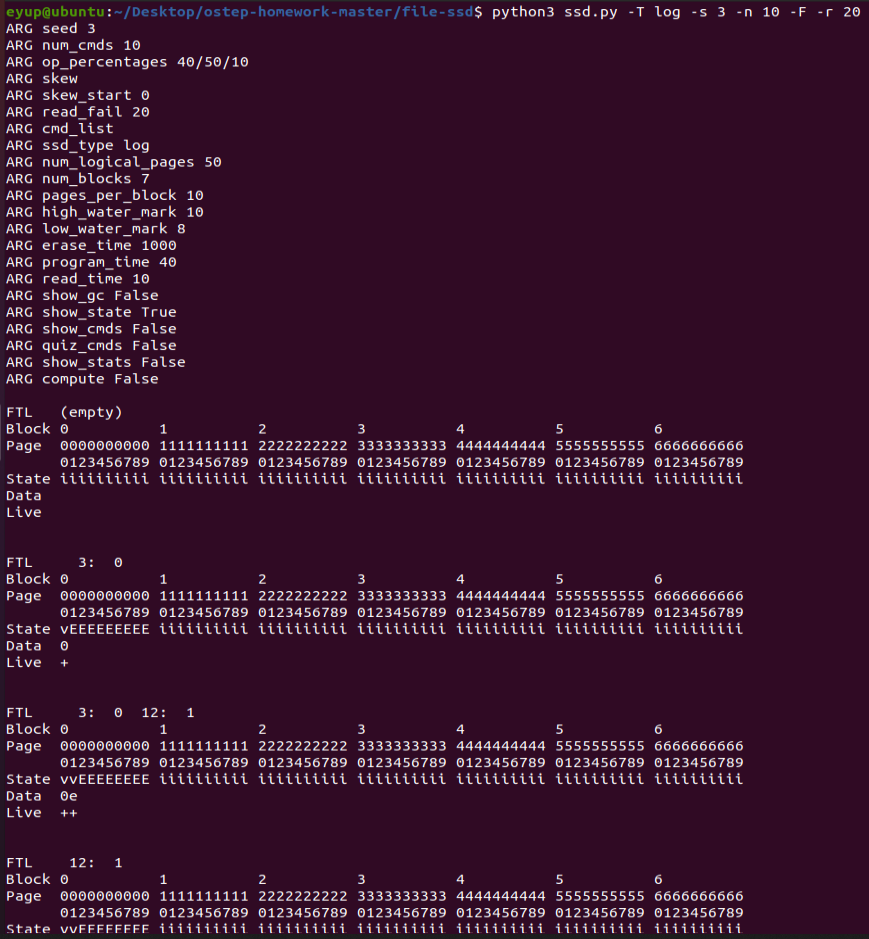 eyup@ubuntu:~/Desktop/ostep-homework-master/file-ssd$ python3 ssd.py -T log -s 3 -n 10 -F -r 20
ARG seed 3
ARG num_cmds 10
ARG op_percentages 40/50/10
ARG skew
ARG skew_start 0
ARG read_fail 20
ARG cmd_list
ARG ssd_type log
ARG num_logical_pages 50
ARG num_blocks 7
ARG pages_per_block 10
ARG high_water_mark 10
ARG low_water_mark 8
ARG erase_time 1000
ARG program_time 40
ARG read_time 10
ARG show_gc False
ARG show_state True
ARG show_cmds False
ARG quiz_cmds False
ARG show_stats False
ARG compute False

FTL   (empty)
Block 0          1          2          3          4          5          6
Page  0000000000 1111111111 2222222222 3333333333 4444444444 5555555555 6666666666
      0123456789 0123456789 0123456789 0123456789 0123456789 0123456789 0123456789
State iiiiiiiiii iiiiiiiiii iiiiiiiiii iiiiiiiiii iiiiiiiiii iiiiiiiiii iiiiiiiiii
Data
Live

FTL     3:  0
Block 0          1          2          3          4          5          6
Page  0000000000 1111111111 2222222222 3333333333 4444444444 5555555555 6666666666
      0123456789 0123456789 0123456789 0123456789 0123456789 0123456789 0123456789
State vEEEEEEEEE iiiiiiiiii iiiiiiiiii iiiiiiiiii iiiiiiiiii iiiiiiiiii iiiiiiiiii
Data  0
Live  +

FTL     3:  0  12:  1
Block 0          1          2          3          4          5          6
Page  0000000000 1111111111 2222222222 3333333333 4444444444 5555555555 6666666666
      0123456789 0123456789 0123456789 0123456789 0123456789 0123456789 0123456789
State vvEEEEEEEE iiiiiiiiii iiiiiiiiii iiiiiiiiii iiiiiiiiii iiiiiiiiii iiiiiiiiii
Data  0e
Live  ++

FTL    12:  1
Block 0          1          2          3          4          5          6
Page  0000000000 1111111111 2222222222 3333333333 4444444444 5555555555 6666666666
      0123456789 0123456789 0123456789 0123456789 0123456789 0123456789 0123456789
State vvEEEEEEEE iiiiiiiiii iiiiiiiiii iiiiiiiiii iiiiiiiiii iiiiiiiiii iiiiiiiiii